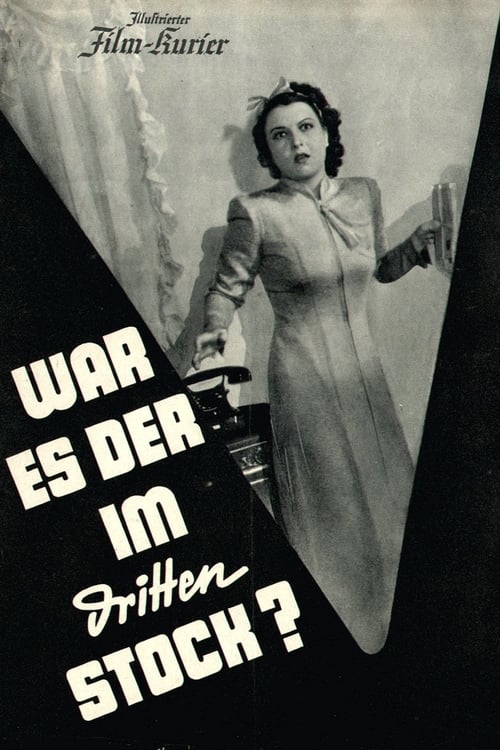 Illustrierter
Film-Kurier
WAR
ES DER
IM
dritten
STOCK?